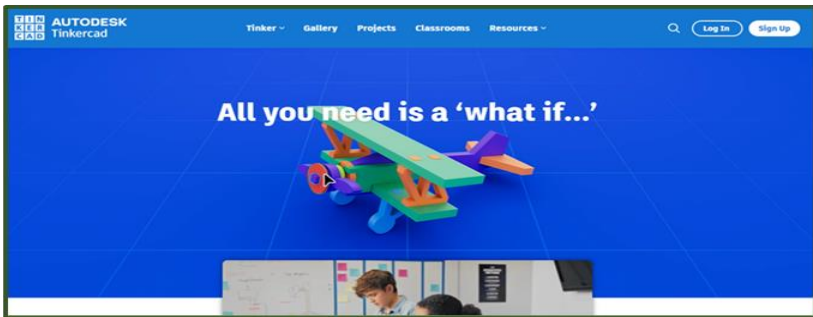 TIN
KER
CAD
AUTODESK
Tinkercad
Tinker Gallery Projects Classrooms Resources
Log In Sign Up
All you need is a ‘what if...’